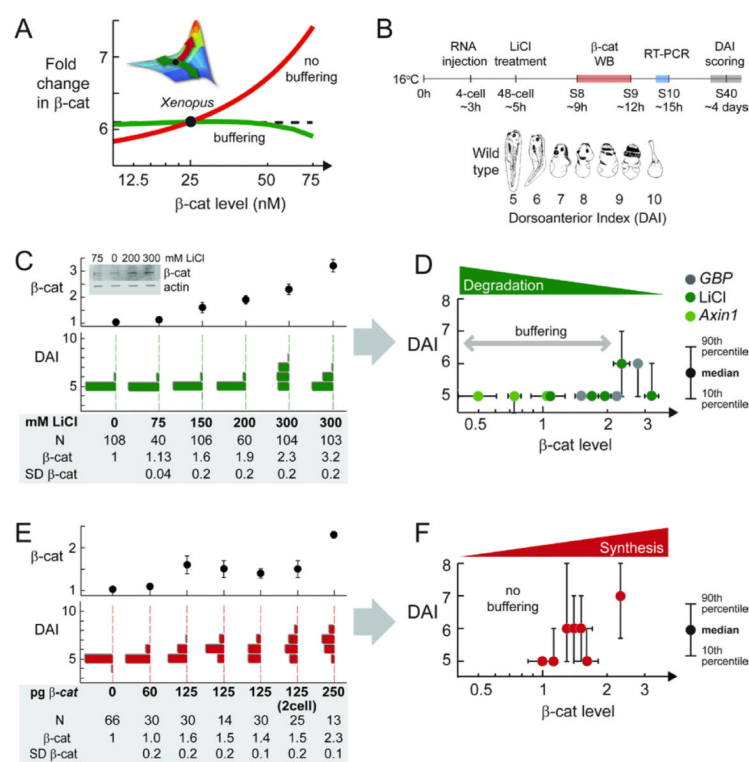 A
Fold
change
in β-cat
7
6
no
buffering
Xenopus
buffering
12.5 25 50 75
β-cat level (nM)
B
RNA
injection
LiCl
treatment
β-cat
WB
RT-PCR
DAI
scoring
16°C
0h
4-cell
~3h
48-cell
~5h
S8
~9h
S9
~12h
S10
~15h
S40
~4 days
Wild
type
5 6 7 8 9 10
Dorsoanterior Index (DAI)
C
75 0 200 300 mM LiCl
β-cat
actin
β-cat
3
2
1
DAI
10
5
mM LiCl 0 75 150 200 300 300
N 108 40 106 60 104 103
β-cat 1 1.13 1.6 1.9 2.3 3.2
SD β-cat 0.04 0.2 0.2 0.2 0.2
D
Degradation
GBP
LiCl
Axin1
buffering
DAI
8
7
6
5
0.5 1 2 3
β-cat level
90th
percentile
median
10th
percentile
E
β-cat
2
1
DAI
10
5
pg β-cat 0 60 125 125 125 125 250
(2cell)
N 66 30 30 14 30 25 13
β-cat 1 1.0 1.6 1.5 1.4 1.5 2.3
SD β-cat 0.2 0.2 0.2 0.1 0.2 0.1
F
Synthesis
no
buffering
DAI
8
7
6
5
0.5 1 2 3
β-cat level
90th
percentile
median
10th
percentile